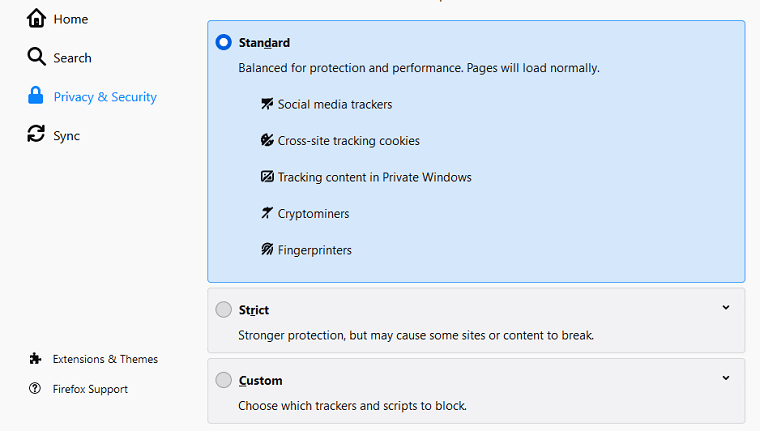 Home
Search
Privacy & Security
Sync
Extensions & Themes
Firefox Support
Standard
Balanced for protection and performance. Pages will load normally.
Social media trackers
Cross-site tracking cookies
Tracking content in Private Windows
Cryptominers
Fingerprinters
Strict
Stronger protection, but may cause some sites or content to break.
Custom
Choose which trackers and scripts to block.